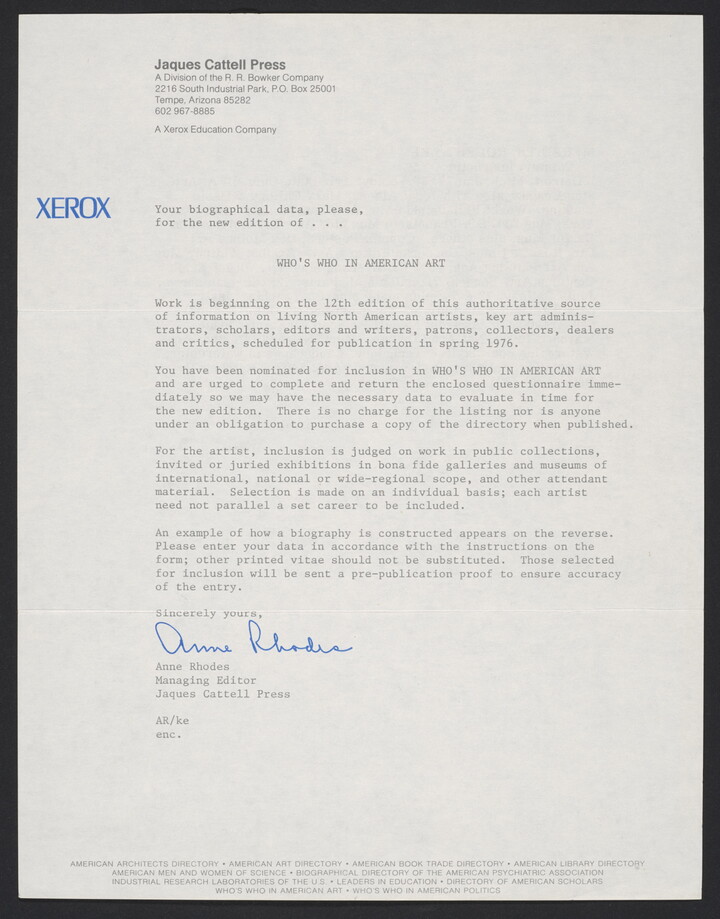 Jaques Cattell Press
A Division of the R. R. Bowker Company
2216 South Industrial Park, P.O. Box 25001
Tempe, Arizona 85282
602 967-8885
A Xerox Education Company
XEROX
Your biographical data, please,
for the new edition of . . .
WHO'S WHO IN AMERICAN ART
Work is beginning on the 12th edition of this authoritative source
of information on living North American artists, key art adminis-
trators, scholars, editors and writers, patrons, collectors, dealers
and critics, scheduled for publication in spring 1976.
You have been nominated for inclusion in WHO'S WHO IN AMERICAN ART
and are urged to complete and return the enclosed questionnaire imme-
diately so we may have the necessary data to evaluate in time for
the new edition.  There is no charge for the listing nor is anyone
under an obligation to purchase a copy of the directory when published.
For the artist, inclusion is judged on work in public collections,
invited or juried exhibitions in bona fide galleries and museums of
international, national or wide-regional scope, and other attendant
material.  Selection is made on an individual basis; each artist
need not parallel a set career to be included.
An example of how a biography is constructed appears on the reverse.
Please enter your data in accordance with the instructions on the
form; other printed vitae should not be substituted.  Those selected
for inclusion will be sent a pre-publication proof to ensure accuracy
of the entry.
Sincerely yours,
Anne Rhodes
Anne Rhodes
Managing Editor
Jaques Cattell Press
AR/ke
enc.
AMERICAN ARCHITECTS DIRECTORY • AMERICAN ART DIRECTORY • AMERICAN BOOK TRADE DIRECTORY • AMERICAN LIBRARY DIRECTORY
AMERICAN MEN AND WOMEN OF SCIENCE • BIOGRAPHICAL DIRECTORY OF THE AMERICAN PSYCHIATRIC ASSOCIATION
INDUSTRIAL RESEARCH LABORATORIES OF THE U.S. • LEADERS IN EDUCATION • DIRECTORY OF AMERICAN SCHOLARS
WHO'S WHO IN AMERICAN ART • WHO'S WHO IN AMERICAN POLITICS